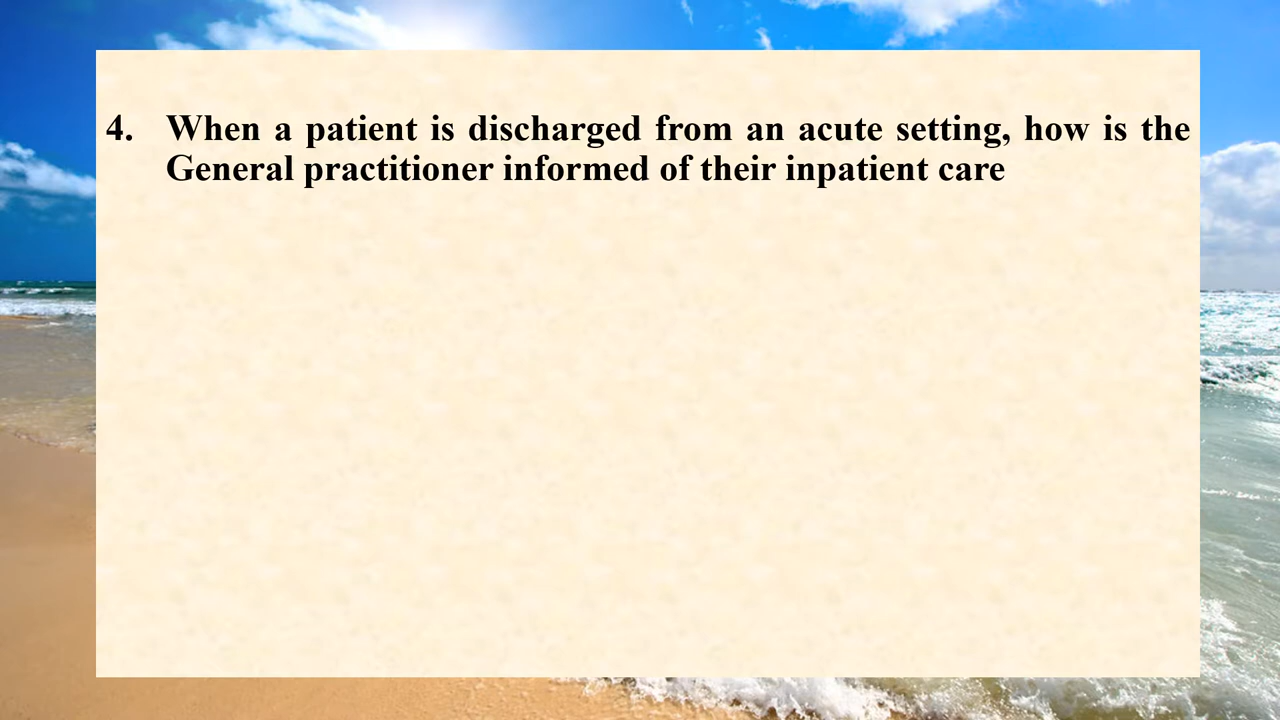 4. When a patient is discharged from an acute setting, how is the
General practitioner informed of their inpatient care